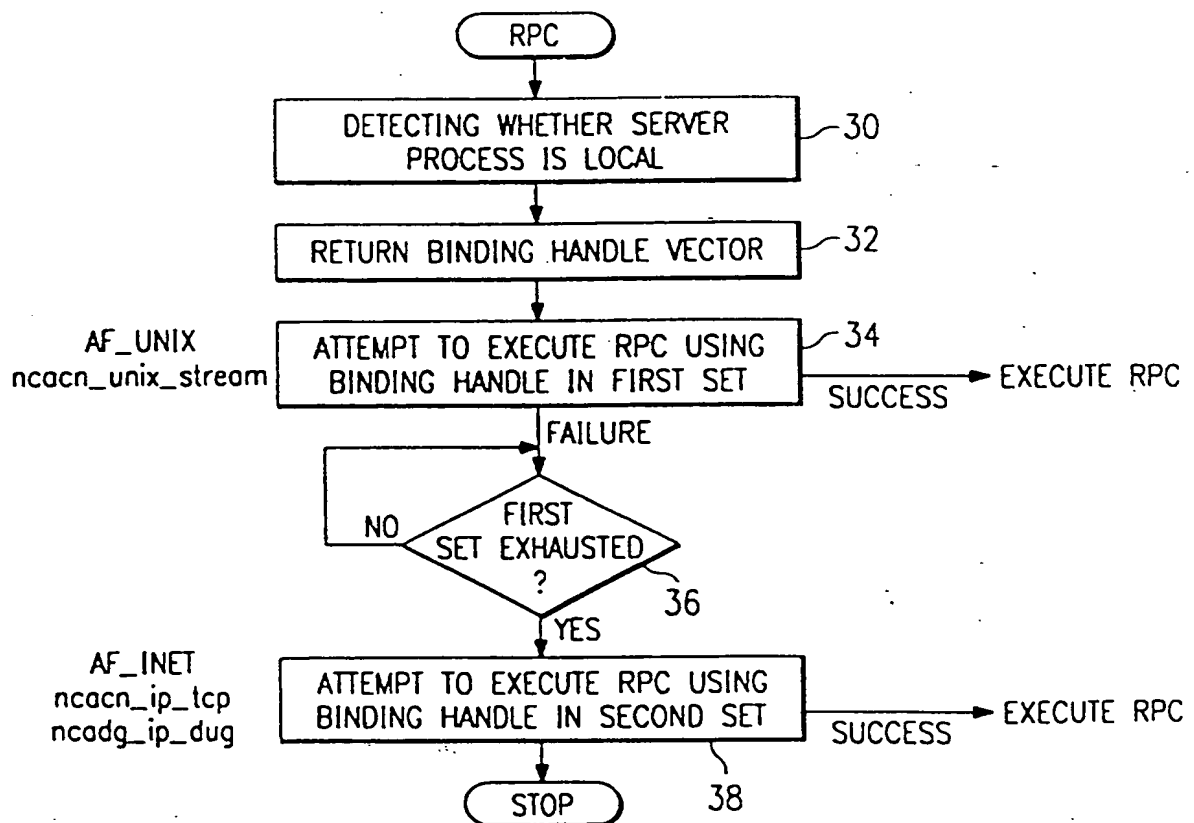 RPC
DETECTING WHETHER SERVER
PROCESS IS LOCAL
30
RETURN BINDING HANDLE VECTOR
32
AF_UNIX
ncacn_unix_stream
ATTEMPT TO EXECUTE RPC USING
BINDING HANDLE IN FIRST SET
34
SUCCESS
EXECUTE RPC
FAILURE
NO
FIRST
SET EXHAUSTED
?
36
YES
AF_INET
ncacn_ip_tcp
ncadg_ip_dug
ATTEMPT TO EXECUTE RPC USING
BINDING HANDLE IN SECOND SET
38
SUCCESS
EXECUTE RPC
STOP